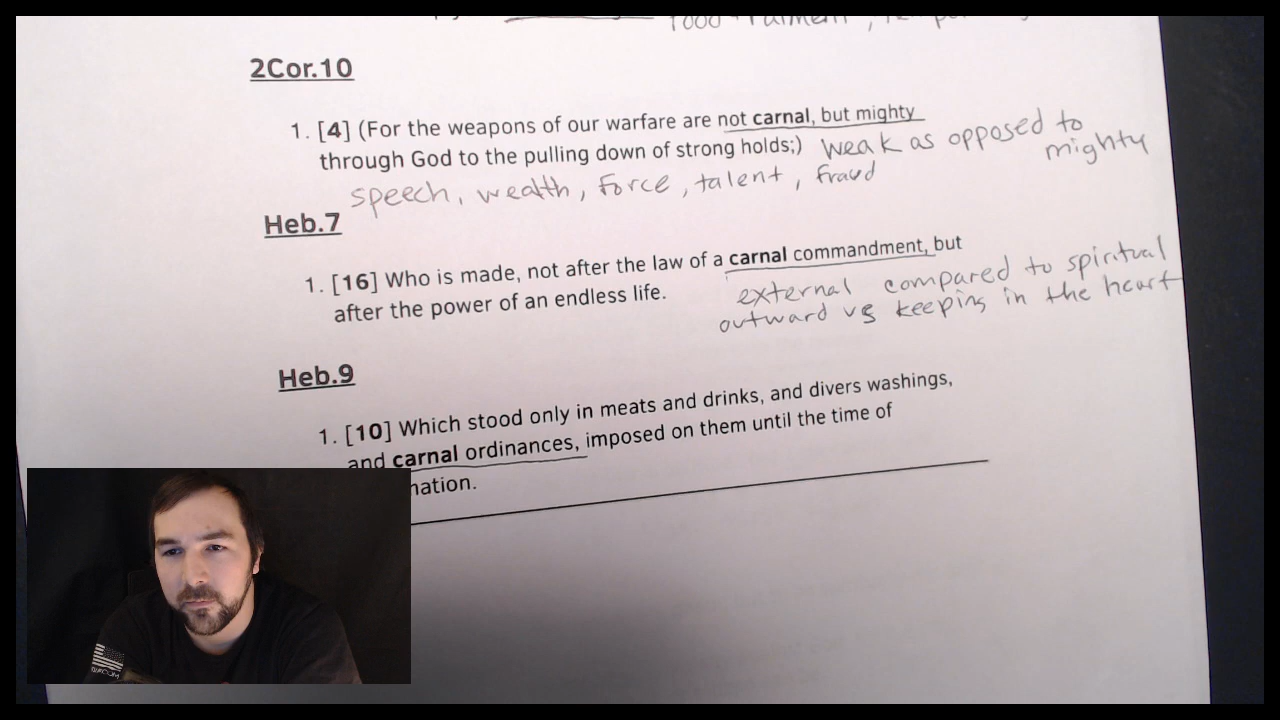 food + raiment,
2Cor.10
1. [4] (For the weapons of our warfare are not carnal, but mighty
through God to the pulling down of strong holds;) weak as opposed to
mighty
speech, wealth, force, talent, fraud
Heb.7
1. [16] Who is made, not after the law of a carnal commandment, but
after the power of an endless life.
external compared to spiritual
outward vs keeping in the heart
Heb.9
1. [10] Which stood only in meats and drinks, and divers washings,
and carnal ordinances, imposed on them until the time of
mation.